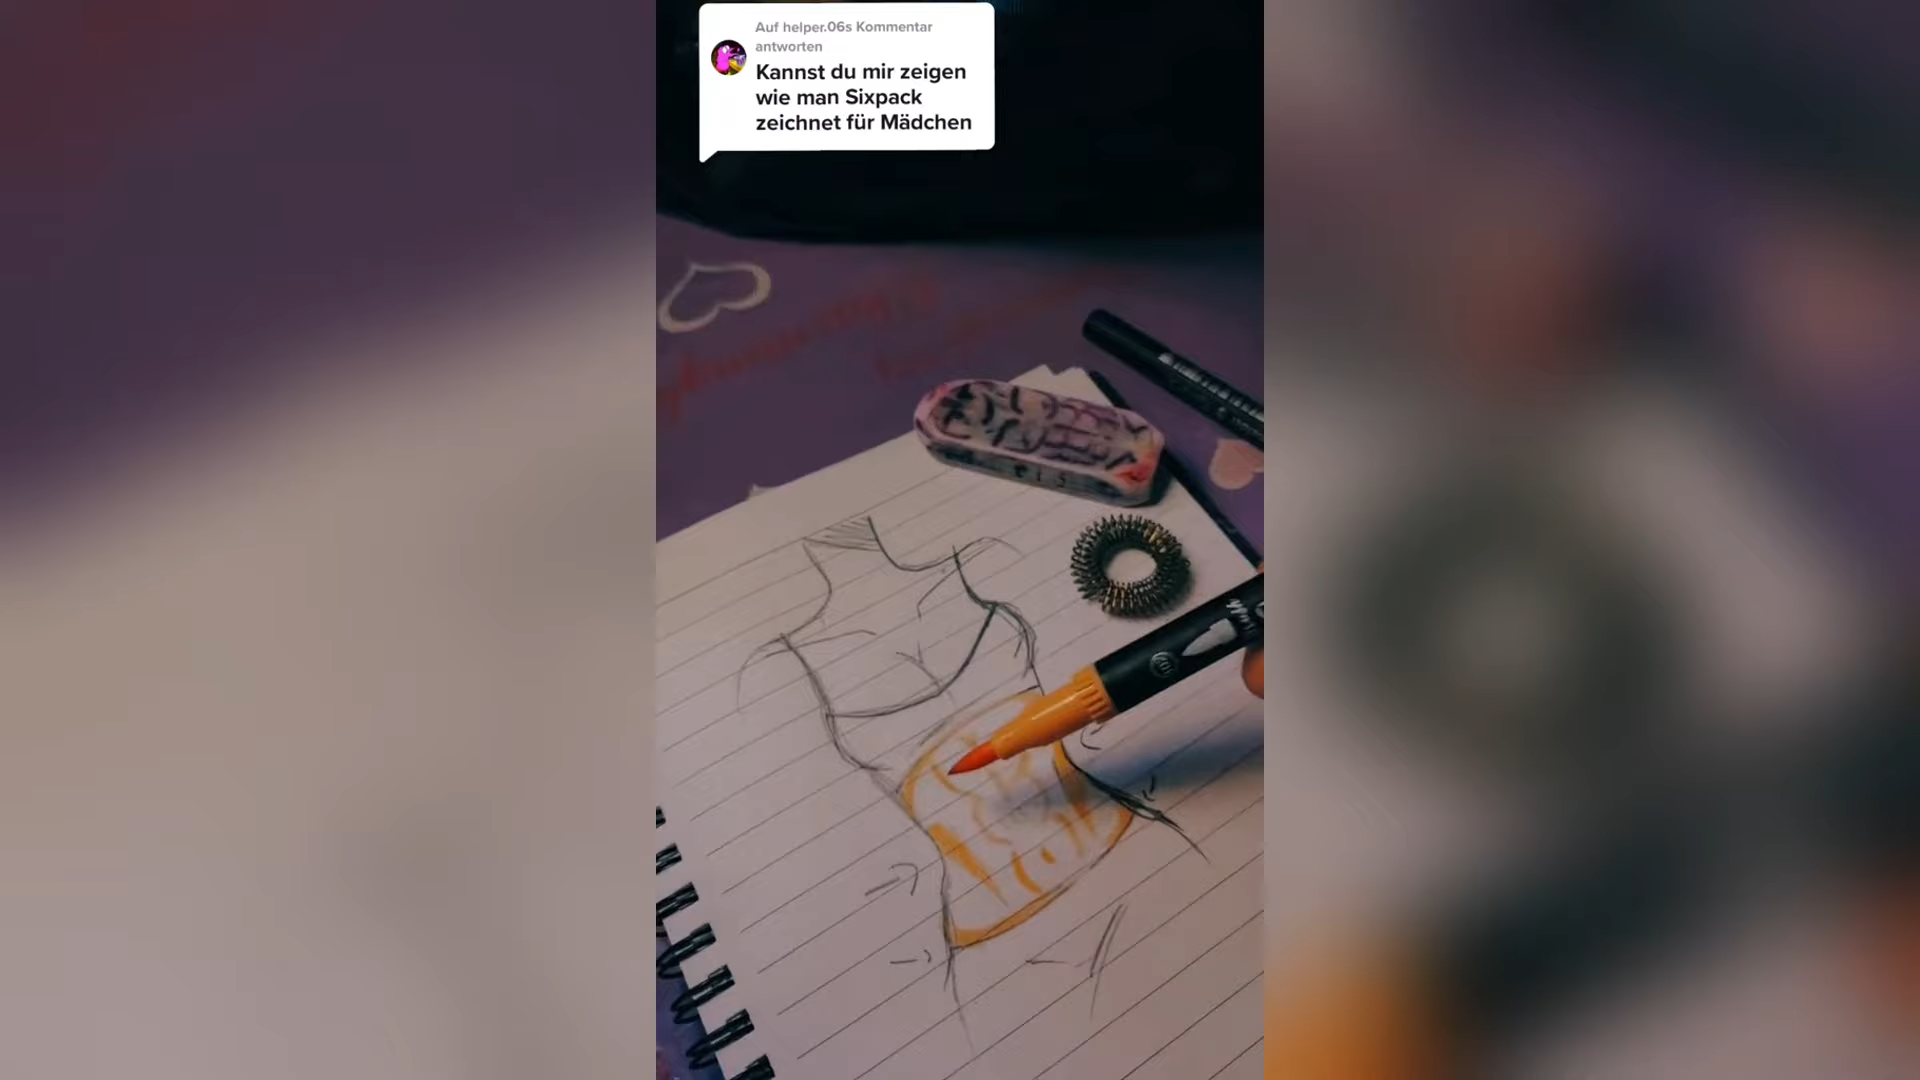 Auf helper.06s Kommentar
antworten
Kannst du mir zeigen
wie man Sixpack
zeichnet für Mädchen